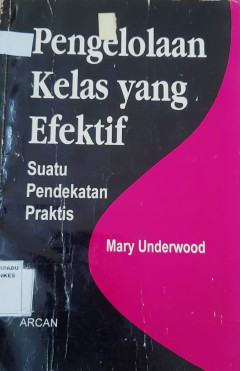 Pengelolaan
Kelas yang
Efektif
Suatu
Pendekatan
Praktis
Mary Underwood
ARCAN